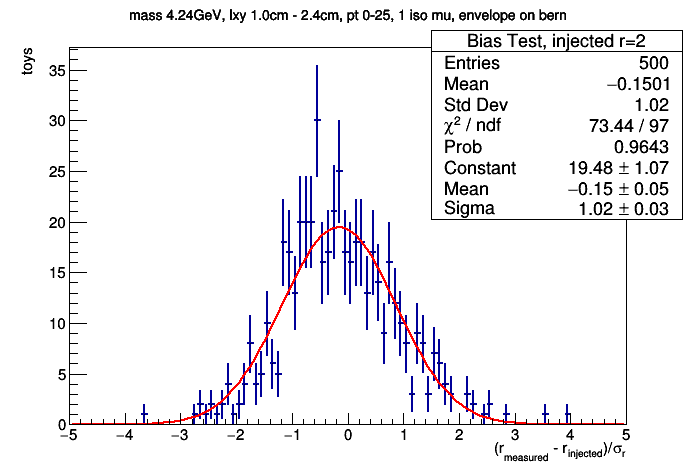 mass 4.24GeV, lxy 1.0cm - 2.4cm, pt 0-25, 1 iso mu, envelope on bern
Bias Test, injected r=2
Entries 500
Mean −0.1501
Std Dev 1.02
χ² / ndf 73.44 / 97
Prob 0.9643
Constant 19.48 ± 1.07
Mean −0.15 ± 0.05
Sigma 1.02 ± 0.03
toys
35
30
25
20
15
10
5
0
−5 −4 −3 −2 −1 0 1 2 3 4 5
(r_measured - r_injected)/σ_r